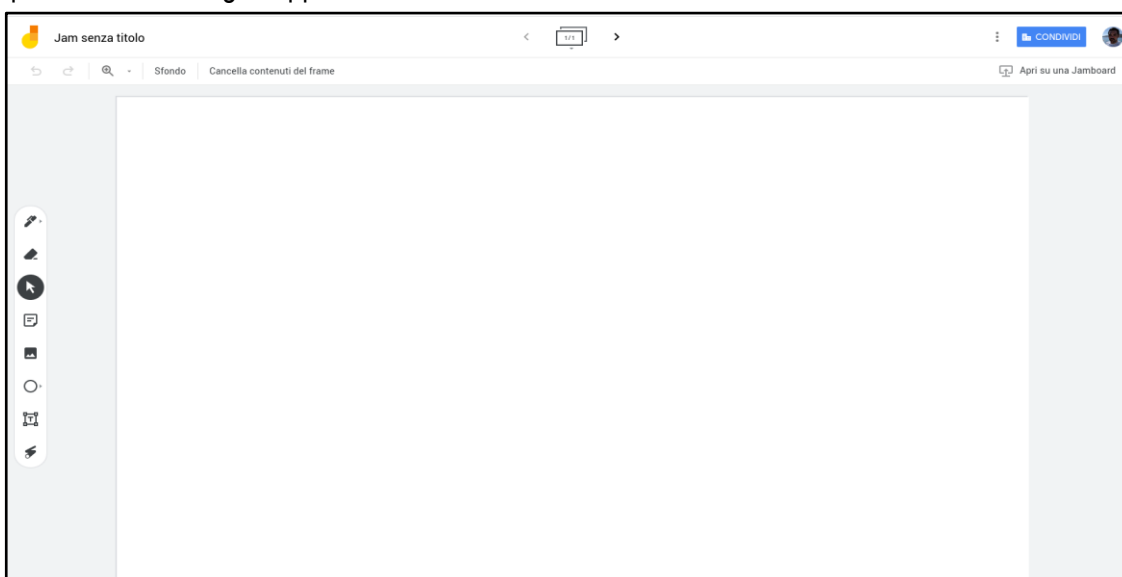 Jam senza titolo
1/1
CONDIVIDI
Sfondo
Cancella contenuti del frame
Apri su una Jamboard
T